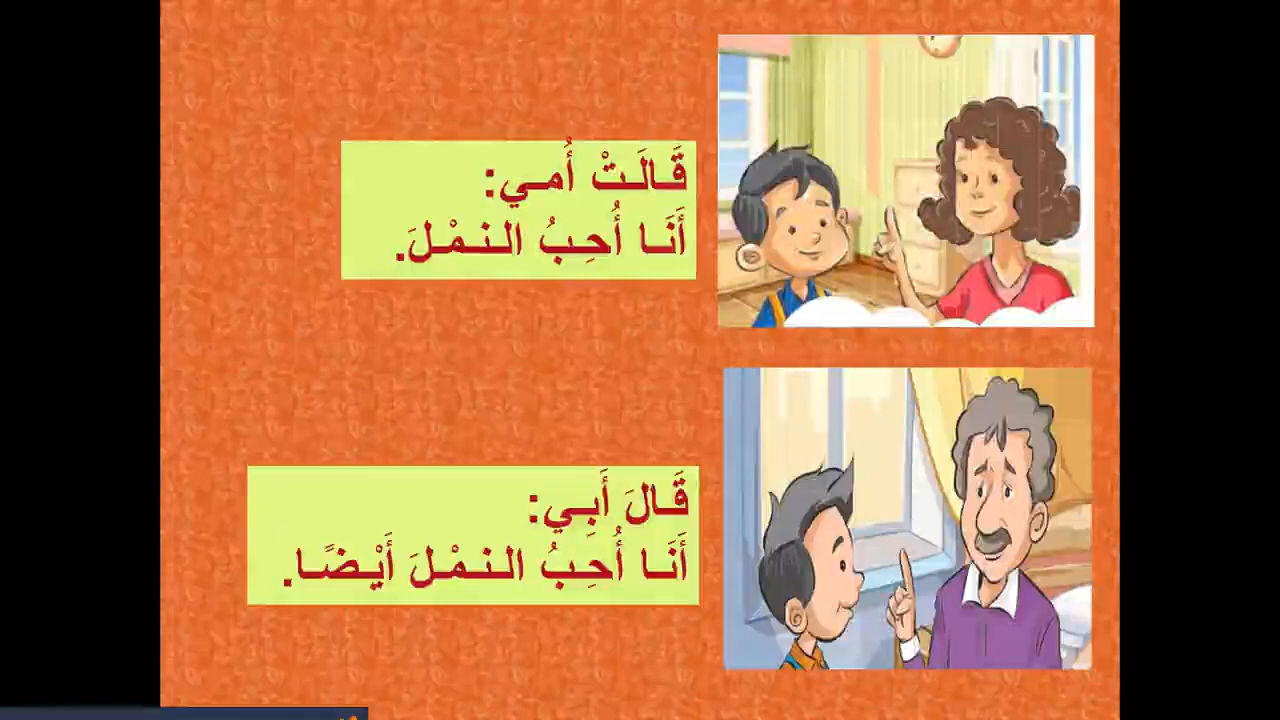 قَالَتْ أُمي:
أَنَا أُحِبُ النمْلَ.
قَالَ أَبِي:
أَنَا أُحِبُ النمْلَ أَيْضًا.